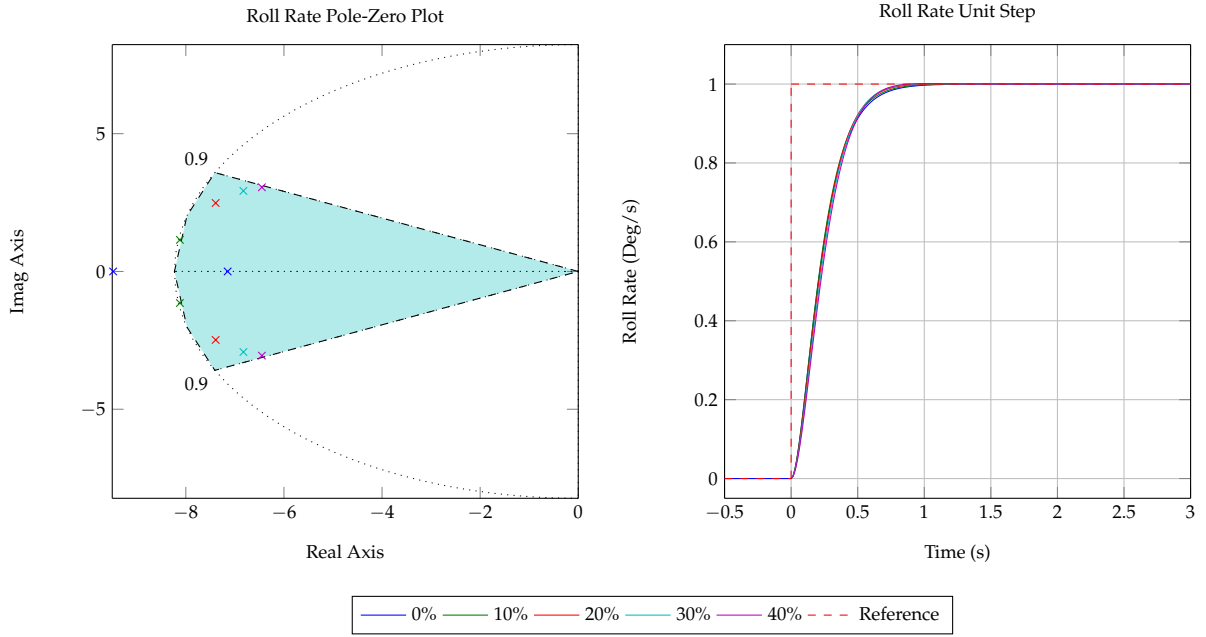 Roll Rate Pole-Zero Plot
Imag Axis
5
0
−5
0.9
0.9
−8 −6 −4 −2 0
Real Axis
Roll Rate Unit Step
Roll Rate (Deg/s)
1
0.8
0.6
0.4
0.2
0
−0.5 0 0.5 1 1.5 2 2.5 3
Time (s)
0% 10% 20% 30% 40% Reference